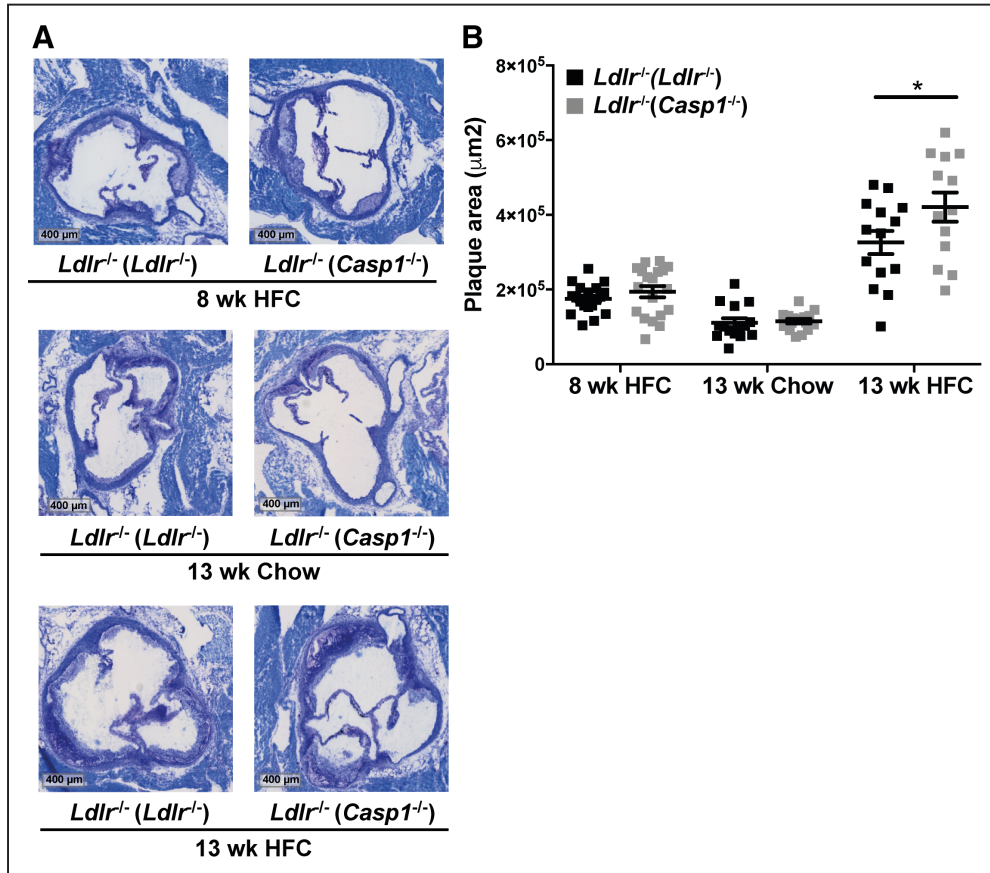 A
400 µm
400 µm
Ldlr-/- (Ldlr-/-)
Ldlr-/- (Casp1-/-)
8 wk HFC
400 µm
400 µm
Ldlr-/- (Ldlr-/-)
Ldlr-/- (Casp1-/-)
13 wk Chow
400 µm
400 µm
Ldlr-/- (Ldlr-/-)
Ldlr-/- (Casp1-/-)
13 wk HFC
B
Plaque area (µm2)
8×10⁵
6×10⁵
4×10⁵
2×10⁵
0
Ldlr-/-(Ldlr-/-)
Ldlr-/-(Casp1-/-)
*
8 wk HFC
13 wk Chow
13 wk HFC